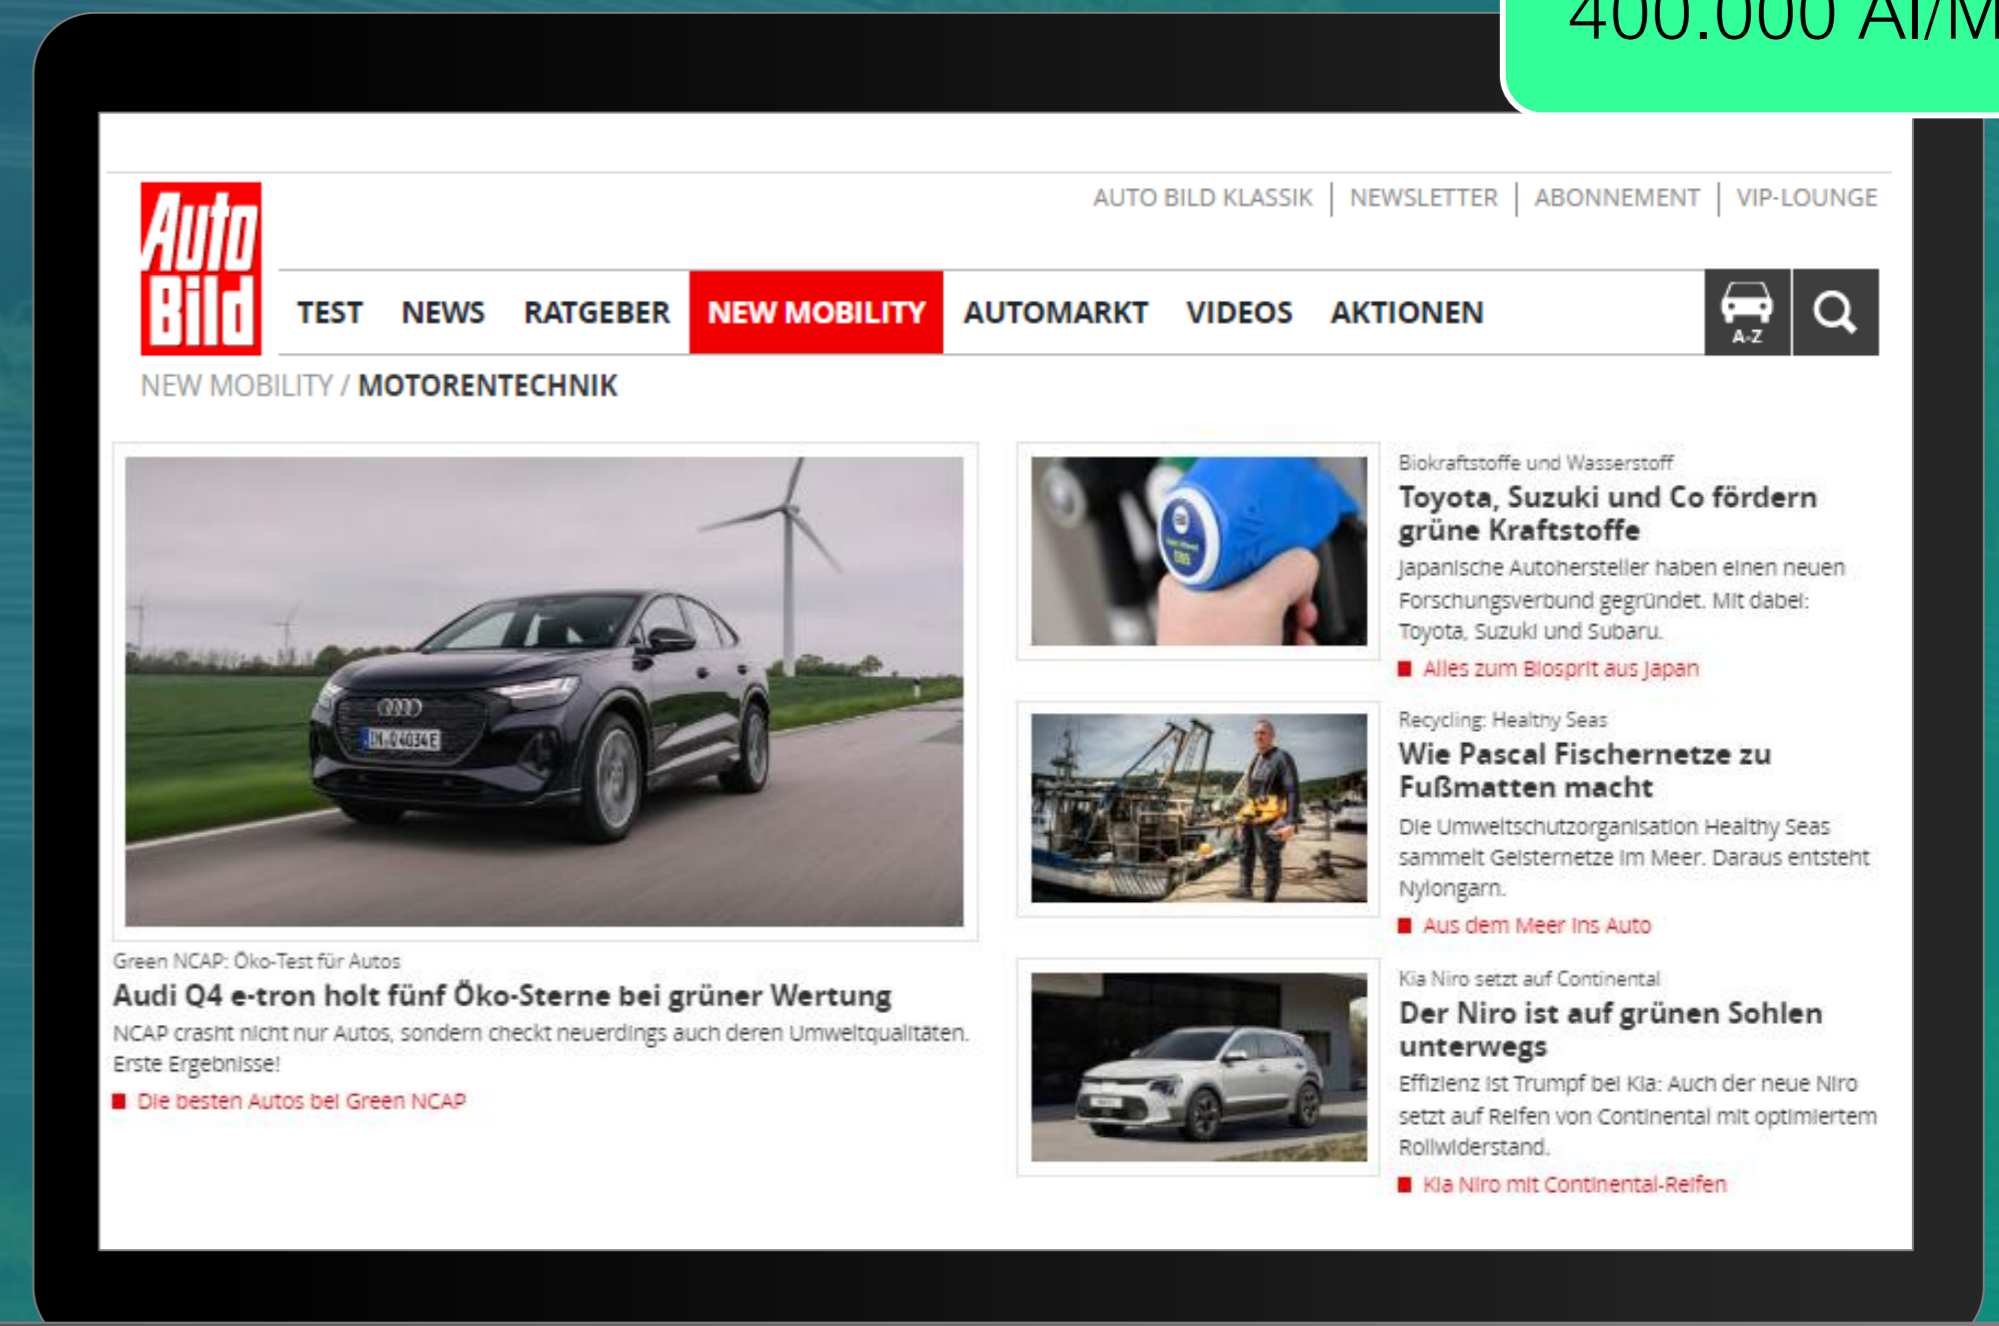 400.000 AI/M
Auto
Bild
AUTO BILD KLASSIK | NEWSLETTER | ABONNEMENT | VIP-LOUNGE
TEST NEWS RATGEBER NEW MOBILITY AUTOMARKT VIDEOS AKTIONEN
A-Z
NEW MOBILITY / MOTORENTECHNIK
IN Q4034E
Green NCAP: Öko-Test für Autos
Audi Q4 e-tron holt fünf Öko-Sterne bei grüner Wertung
NCAP crasht nicht nur Autos, sondern checkt neuerdings auch deren Umweltqualitäten.
Erste Ergebnisse!
Die besten Autos bei Green NCAP
Biokraftstoffe und Wasserstoff
Toyota, Suzuki und Co fördern
grüne Kraftstoffe
Japanische Autohersteller haben einen neuen
Forschungsverbund gegründet. Mit dabei:
Toyota, Suzuki und Subaru.
Alles zum Biosprit aus Japan
Recycling: Healthy Seas
Wie Pascal Fischernetze zu
Fußmatten macht
Die Umweltschutzorganisation Healthy Seas
sammelt Geisternetze im Meer. Daraus entsteht
Nylongarn.
Aus dem Meer ins Auto
Kia Niro setzt auf Continental
Der Niro ist auf grünen Sohlen
unterwegs
Effizienz ist Trumpf bei Kia: Auch der neue Niro
setzt auf Reifen von Continental mit optimiertem
Rollwiderstand.
Kia Niro mit Continental-Reifen